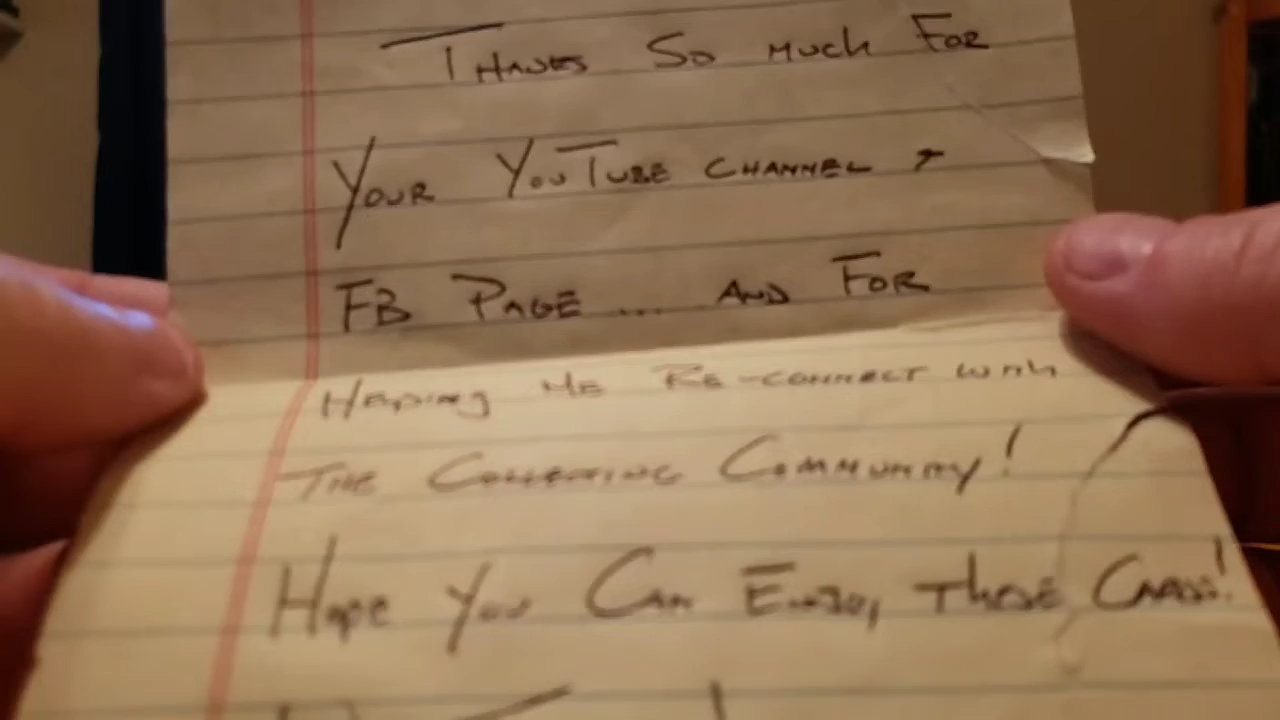 THANKS SO MUCH FOR
YOUR YOUTUBE CHANNEL +
FB PAGE ... AND FOR
HELPING ME RE-CONNECT WITH
THE COLLECTING COMMUNITY!
HOPE YOU CAN ENJOY THESE CARDS!